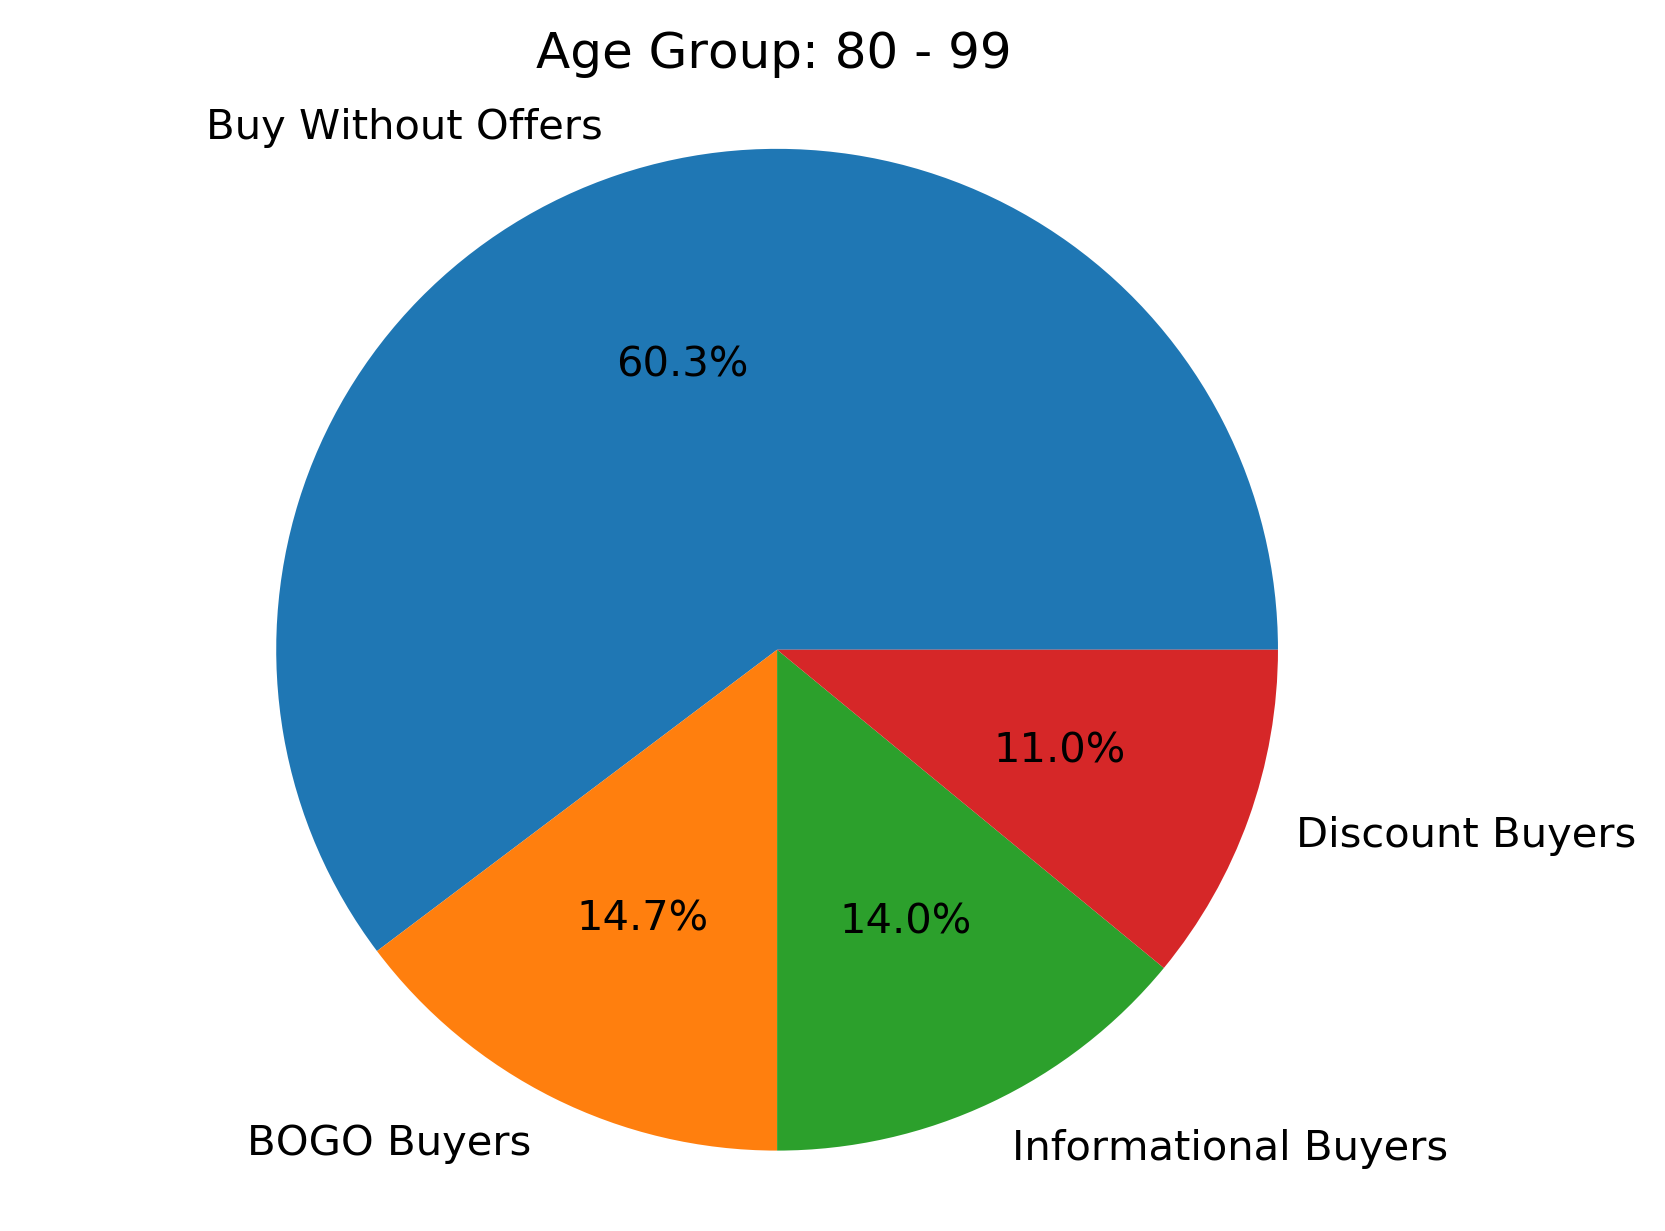 Age Group: 80 - 99
Buy Without Offers
60.3%
11.0%
Discount Buyers
14.7%
14.0%
BOGO Buyers
Informational Buyers